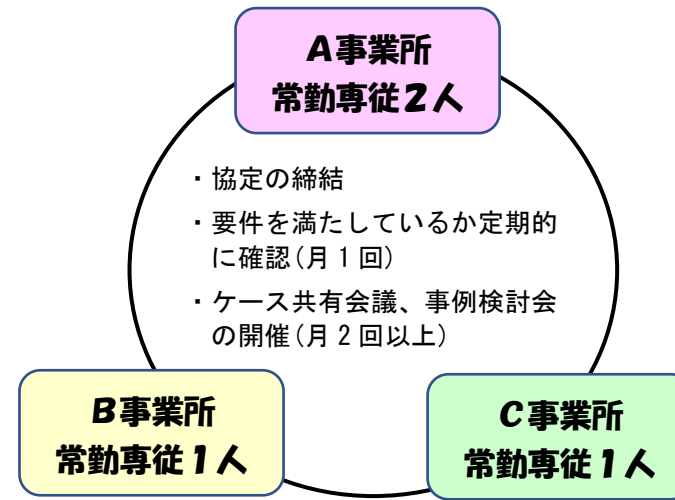 A事業所
常勤専従2人
・協定の締結
・要件を満たしているか定期的
に確認(月1回)
・ケース共有会議、事例検討会
の開催(月2回以上)
B事業所
常勤専従1人
C事業所
常勤専従1人